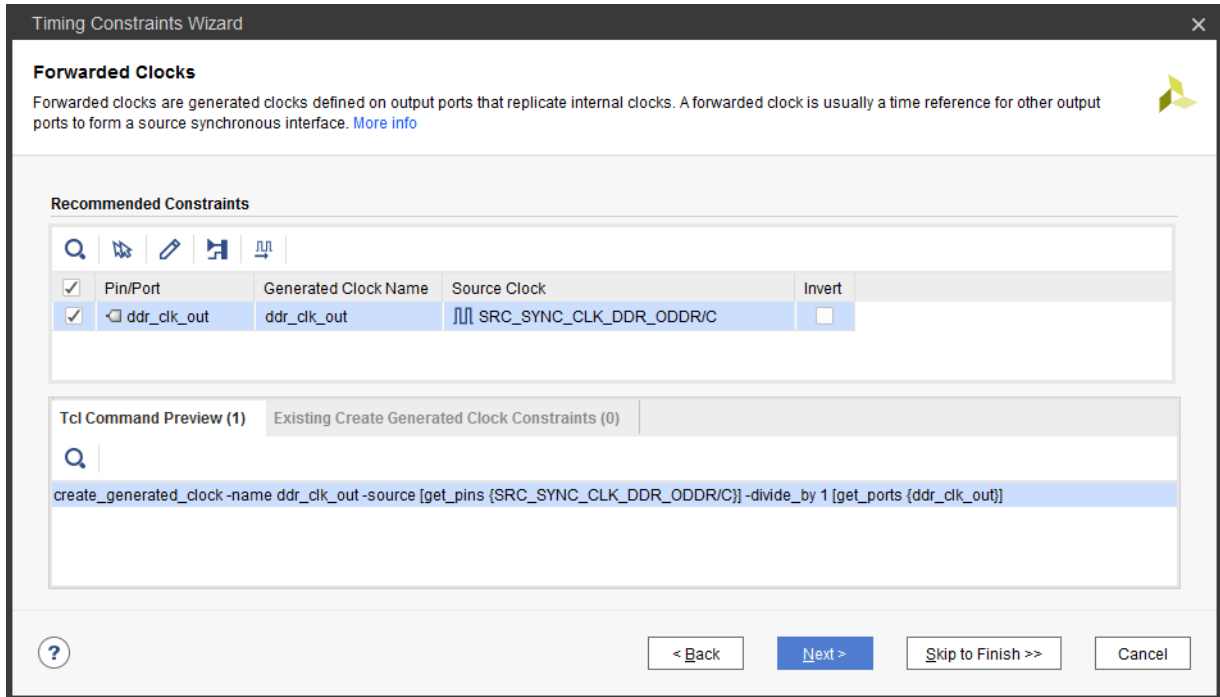 Timing Constraints Wizard
Forwarded Clocks
Forwarded clocks are generated clocks defined on output ports that replicate internal clocks. A forwarded clock is usually a time reference for other output
ports to form a source synchronous interface. More info
Recommended Constraints
Pin/Port Generated Clock Name Source Clock Invert
ddr_clk_out ddr_clk_out SRC_SYNC_CLK_DDR_ODDR/C
Tcl Command Preview (1) Existing Create Generated Clock Constraints (0)
create_generated_clock -name ddr_clk_out -source [get_pins {SRC_SYNC_CLK_DDR_ODDR/C}] -divide_by 1 [get_ports {ddr_clk_out}]
? < Back Next > Skip to Finish >> Cancel